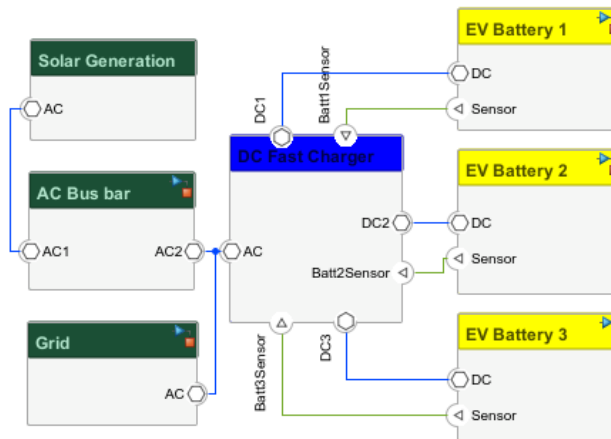 Solar Generation
AC
AC Bus bar
AC1
AC2
Grid
AC
DC1
Batt1Sensor
DC Fast Charger
AC
DC2
Batt2Sensor
Batt3Sensor
DC3
EV Battery 1
DC
Sensor
EV Battery 2
DC
Sensor
EV Battery 3
DC
Sensor